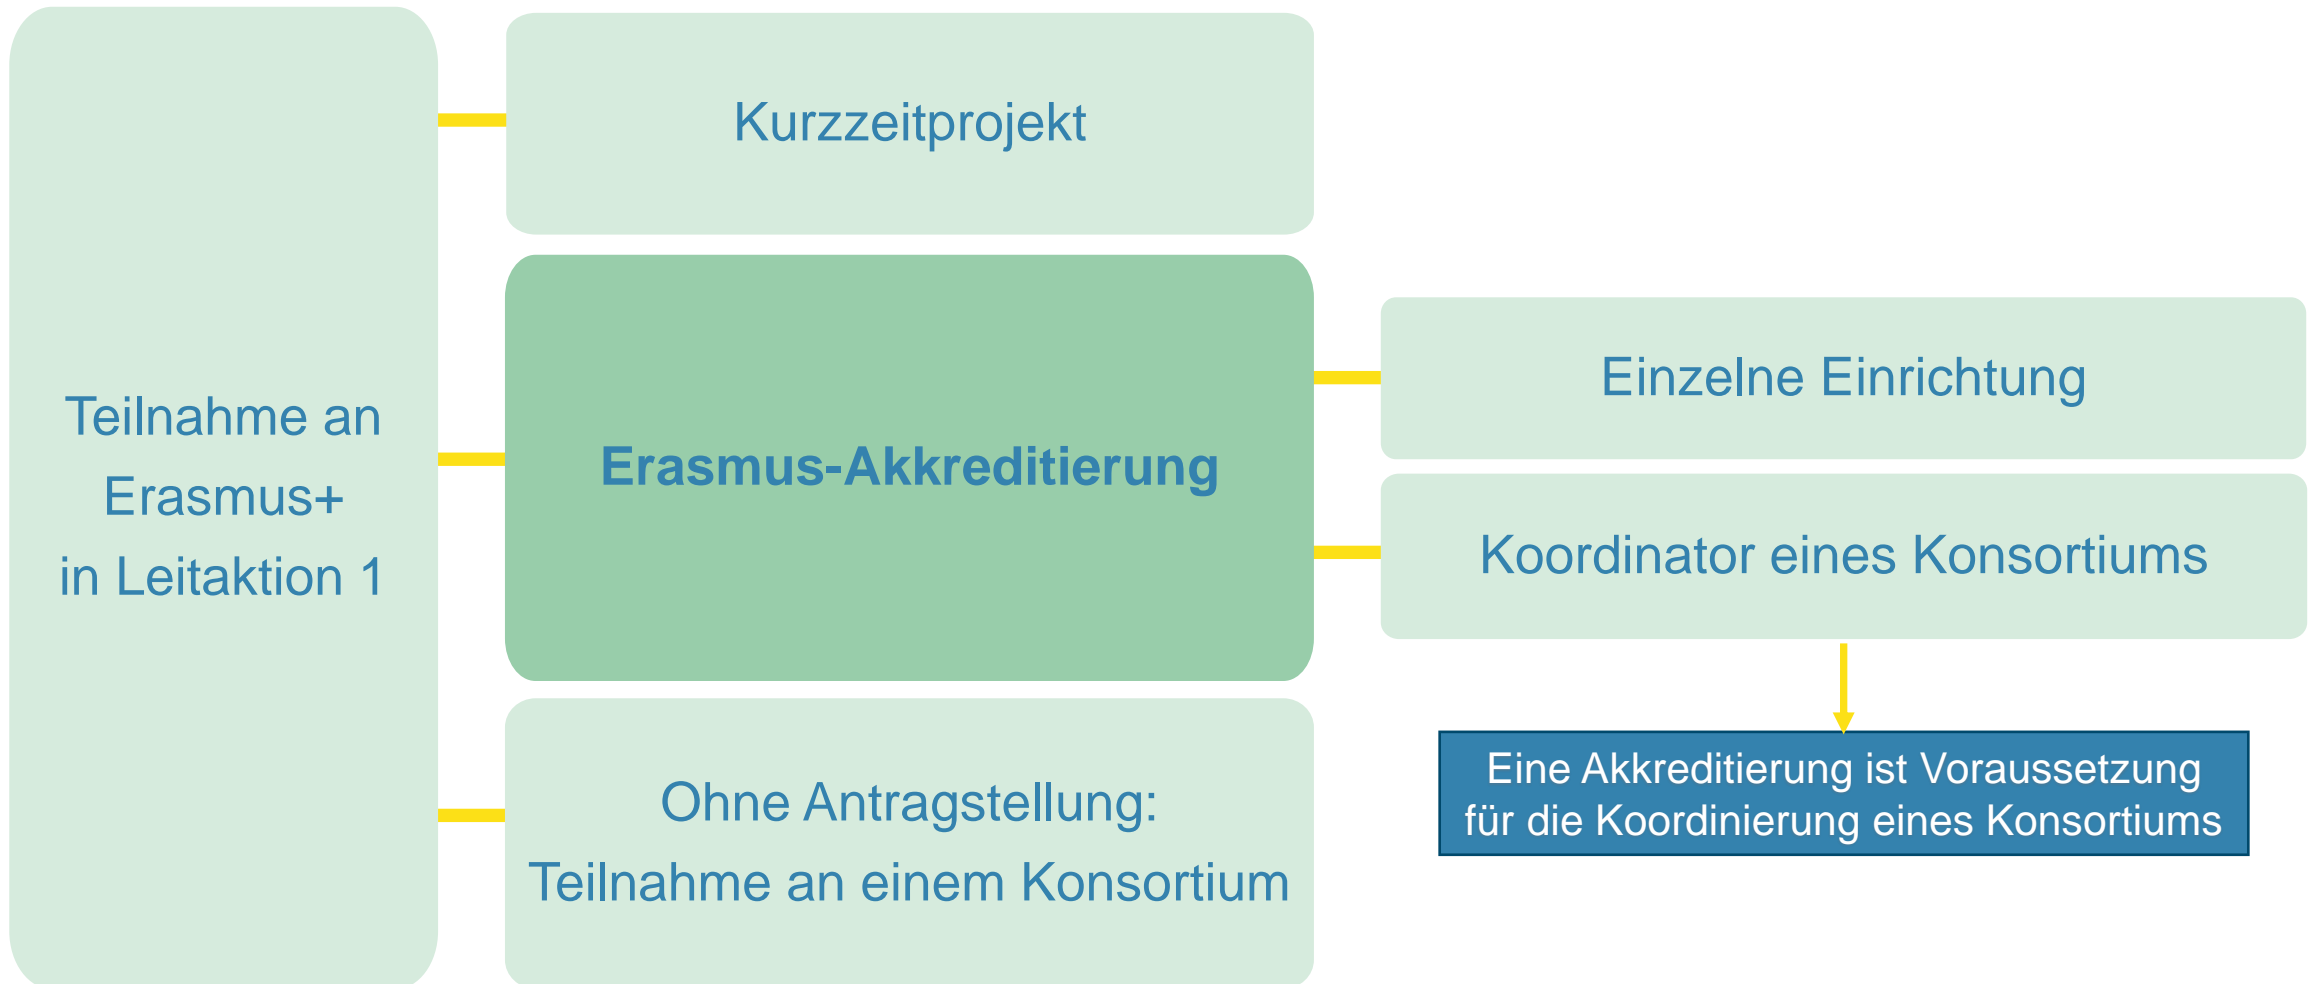 Teilnahme an
Erasmus+
in Leitaktion 1
Kurzzeitprojekt
Erasmus-Akkreditierung
Ohne Antragstellung:
Teilnahme an einem Konsortium
Einzelne Einrichtung
Koordinator eines Konsortiums
Eine Akkreditierung ist Voraussetzung
für die Koordinierung eines Konsortiums